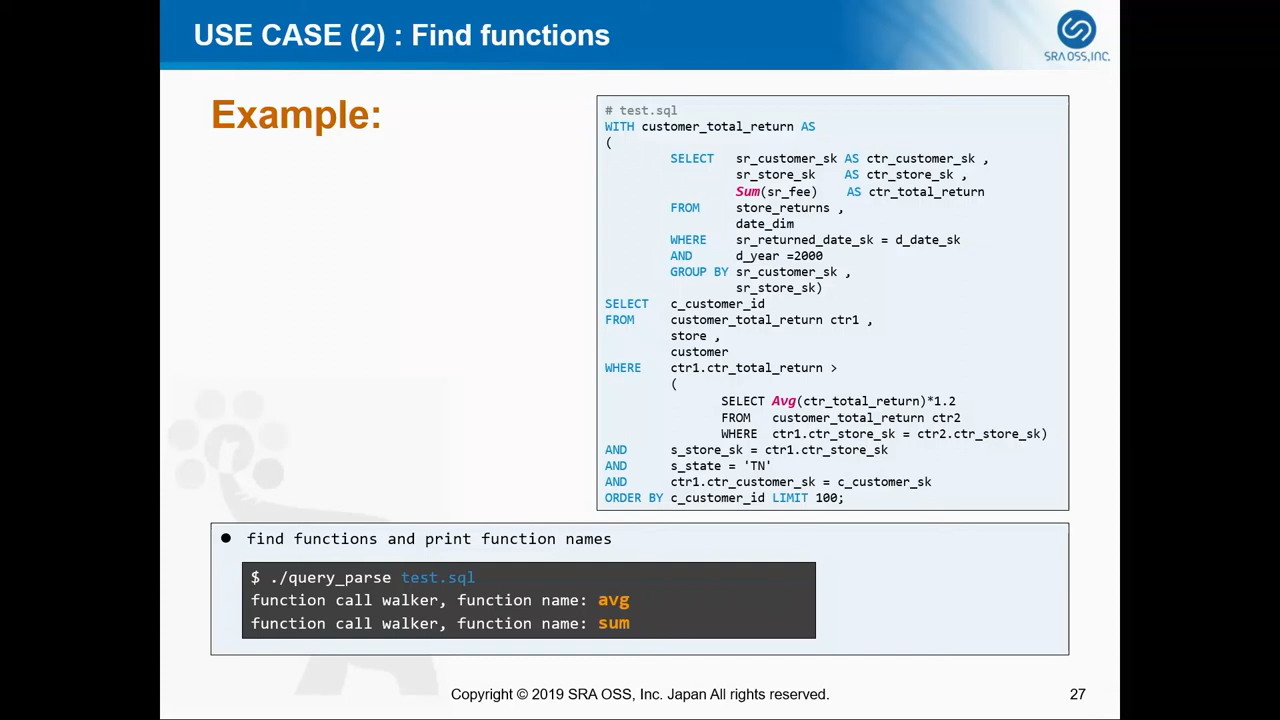 USE CASE (2) : Find functions
SRA OSS, INC.
Example:
# test.sql
WITH customer_total_return AS
(
SELECT sr_customer_sk AS ctr_customer_sk ,
sr_store_sk AS ctr_store_sk ,
Sum(sr_fee) AS ctr_total_return
FROM store_returns ,
date_dim
WHERE sr_returned_date_sk = d_date_sk
AND d_year =2000
GROUP BY sr_customer_sk ,
sr_store_sk)
SELECT c_customer_id
FROM customer_total_return ctr1 ,
store ,
customer
WHERE ctr1.ctr_total_return >
(
SELECT Avg(ctr_total_return)*1.2
FROM customer_total_return ctr2
WHERE ctr1.ctr_store_sk = ctr2.ctr_store_sk)
AND s_store_sk = ctr1.ctr_store_sk
AND s_state = 'TN'
AND ctr1.ctr_customer_sk = c_customer_sk
ORDER BY c_customer_id LIMIT 100;
● find functions and print function names
$ ./query_parse test.sql
function call walker, function name: avg
function call walker, function name: sum
Copyright © 2019 SRA OSS, Inc. Japan All rights reserved.
27